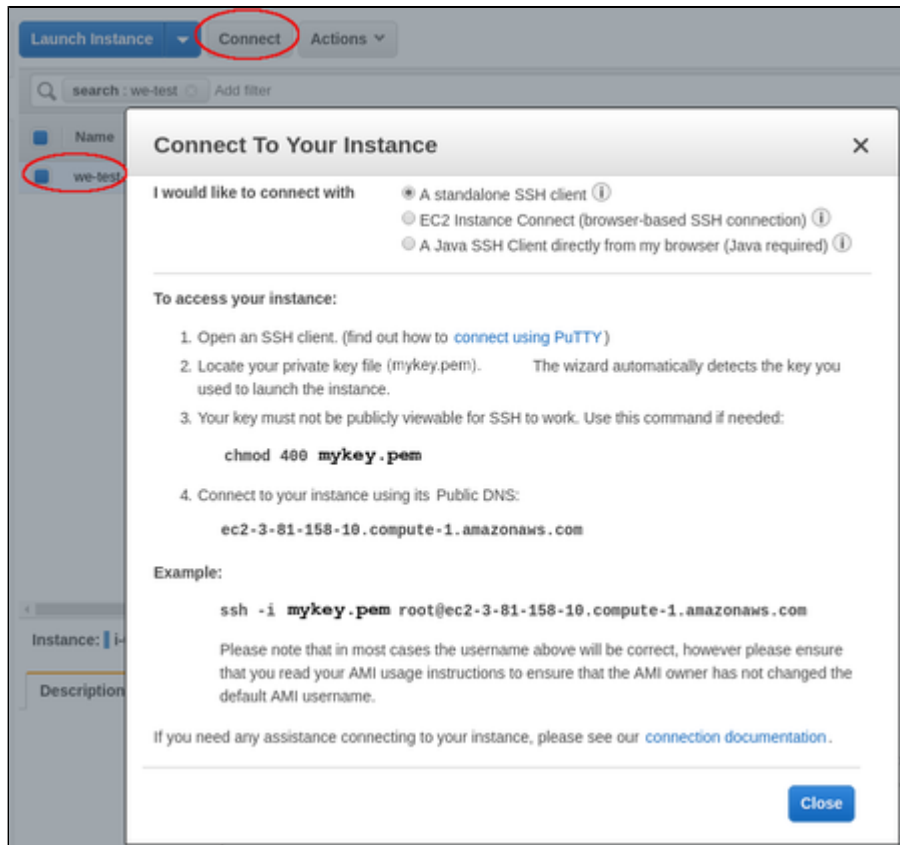 Launch Instance Connect Actions
search : we-test Add filter
Name
we-test
Connect To Your Instance
I would like to connect with
A standalone SSH client
EC2 Instance Connect (browser-based SSH connection)
A Java SSH Client directly from my browser (Java required)
To access your instance:
1. Open an SSH client. (find out how to connect using PuTTY)
2. Locate your private key file (mykey.pem). The wizard automatically detects the key you
used to launch the instance.
3. Your key must not be publicly viewable for SSH to work. Use this command if needed:
chmod 400 mykey.pem
4. Connect to your instance using its Public DNS:
ec2-3-81-158-10.compute-1.amazonaws.com
Example:
ssh -i mykey.pem root@ec2-3-81-158-10.compute-1.amazonaws.com
Please note that in most cases the username above will be correct, however please ensure
that you read your AMI usage instructions to ensure that the AMI owner has not changed the
default AMI username.
If you need any assistance connecting to your instance, please see our connection documentation.
Close
Instance: i-
Description